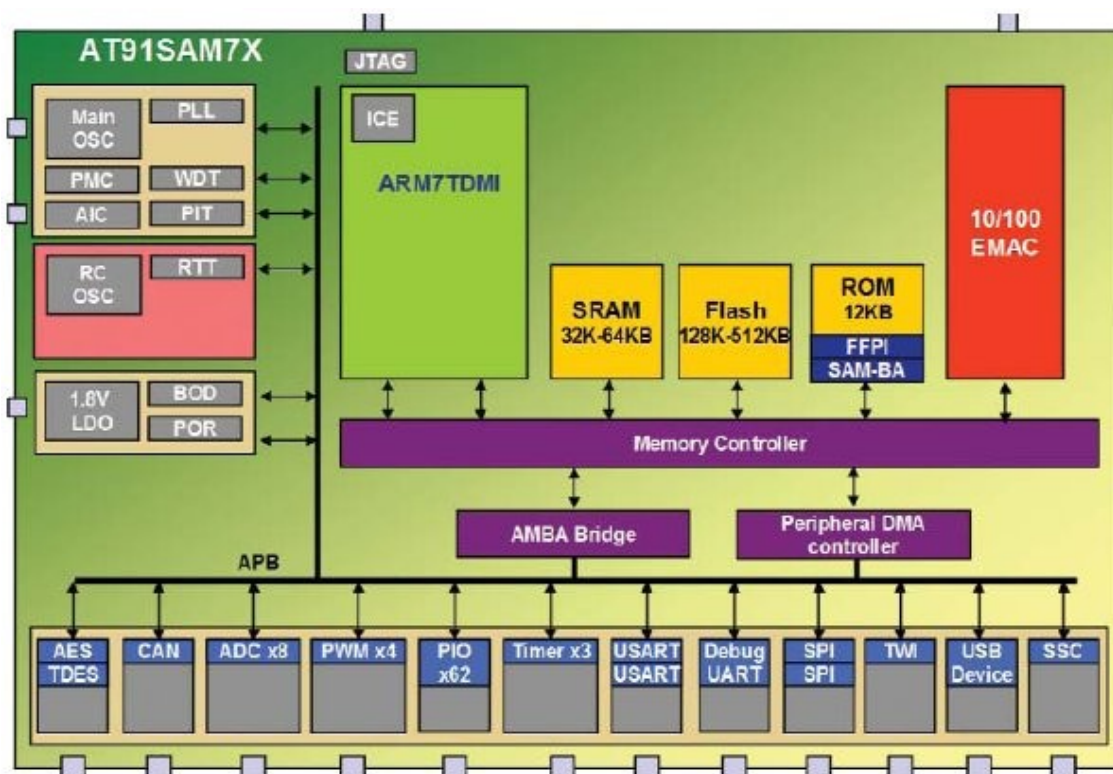 AT91SAM7X
JTAG
Main
OSC
PLL
PMC
WDT
AIC
PIT
RC
OSC
RTT
1.8V
LDO
BOD
POR
ICE
ARM7TDMI
SRAM
32K-64KB
Flash
128K-512KB
ROM
12KB
FFPI
SAM-BA
10/100
EMAC
Memory Controller
AMBA Bridge
Peripheral DMA
controller
APB
AES
TDES
CAN
ADC x8
PWM x4
PIO
x62
Timer x3
USART
USART
Debug
UART
SPI
SPI
TWI
USB
Device
SSC